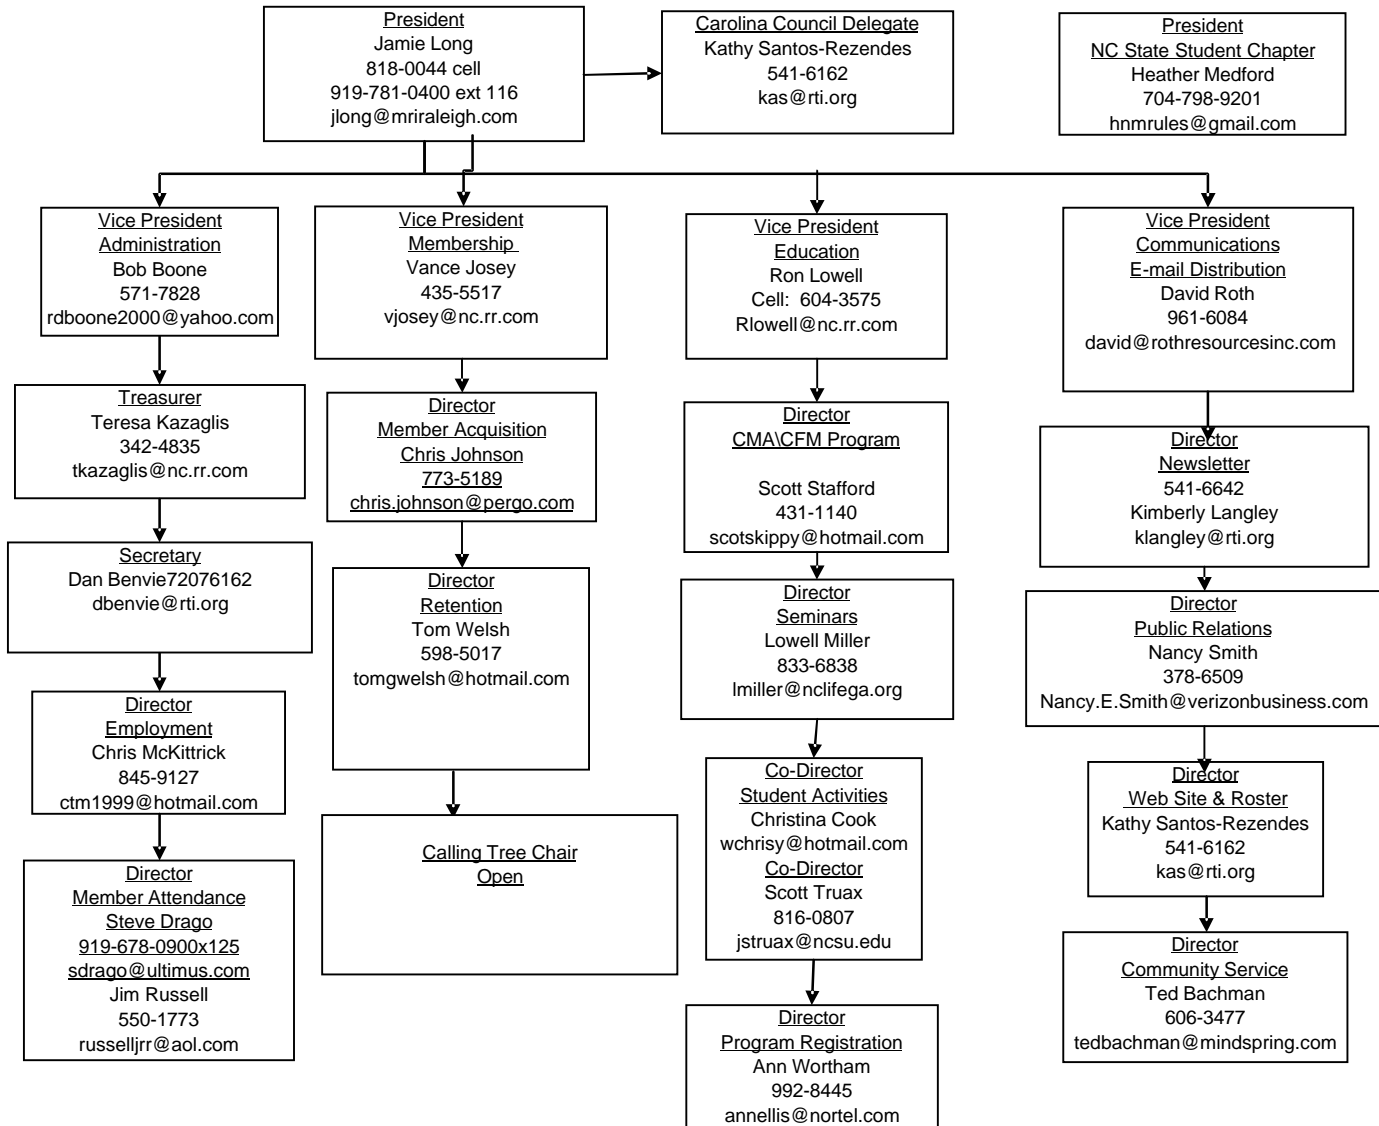 President
Jamie Long
818-0044 cell
919-781-0400 ext 116
jlong@mriraleigh.com
Carolina Council Delegate
Kathy Santos-Rezendes
541-6162
kas@rti.org
President
NC State Student Chapter
Heather Medford
704-798-9201
hnmrules@gmail.com
Vice President
Administration
Bob Boone
571-7828
rdboone2000@yahoo.com
Vice President
Membership
Vance Josey
435-5517
vjosey@nc.rr.com
Vice President
Education
Ron Lowell
Cell:  604-3575
Rlowell@nc.rr.com
Vice President
Communications
E-mail Distribution
David Roth
961-6084
david@rothresourcesinc.com
Treasurer
Teresa Kazaglis
342-4835
tkazaglis@nc.rr.com
Director
Member Acquisition
Chris Johnson
773-5189
chris.johnson@pergo.com
Director
CMA\CFM Program
Scott Stafford
431-1140
scotskippy@hotmail.com
Director
Newsletter
541-6642
Kimberly Langley
klangley@rti.org
Secretary
Dan Benvie72076162
dbenvie@rti.org
Director
Retention
Tom Welsh
598-5017
tomgwelsh@hotmail.com
Director
Seminars
Lowell Miller
833-6838
lmiller@nclifega.org
Director
Public Relations
Nancy Smith
378-6509
Nancy.E.Smith@verizonbusiness.com
Director
Employment
Chris McKittrick
845-9127
ctm1999@hotmail.com
Calling Tree Chair
Open
Co-Director
Student Activities
Christina Cook
wchrisy@hotmail.com
Co-Director
Scott Truax
816-0807
jstruax@ncsu.edu
Director
Web Site & Roster
Kathy Santos-Rezendes
541-6162
kas@rti.org
Director
Member Attendance
Steve Drago
919-678-0900x125
sdrago@ultimus.com
Jim Russell
550-1773
russelljrr@aol.com
Director
Program Registration
Ann Wortham
992-8445
annellis@nortel.com
Director
Community Service
Ted Bachman
606-3477
tedbachman@mindspring.com